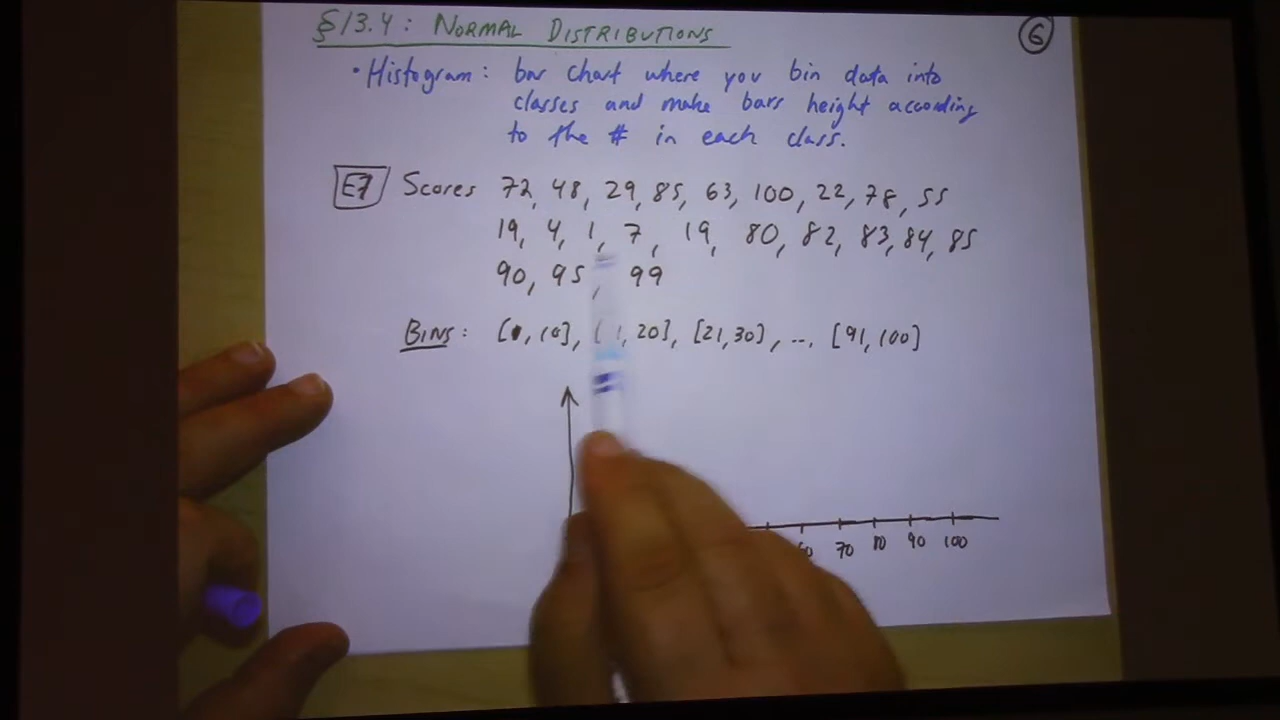 §13.4: NORMAL DISTRIBUTIONS
6
• Histogram: bar chart where you bin data into
classes and make bars height according
to the # in each class.
E7 Scores 72, 48, 29, 85, 63, 100, 22, 78, 55
19, 4, 1, 7, 19, 80, 82, 83, 84, 85
90, 95, 99
BINS: [ , 10], [ 1, 20], [21,30], ..., [91, 100]
70 80 90 100